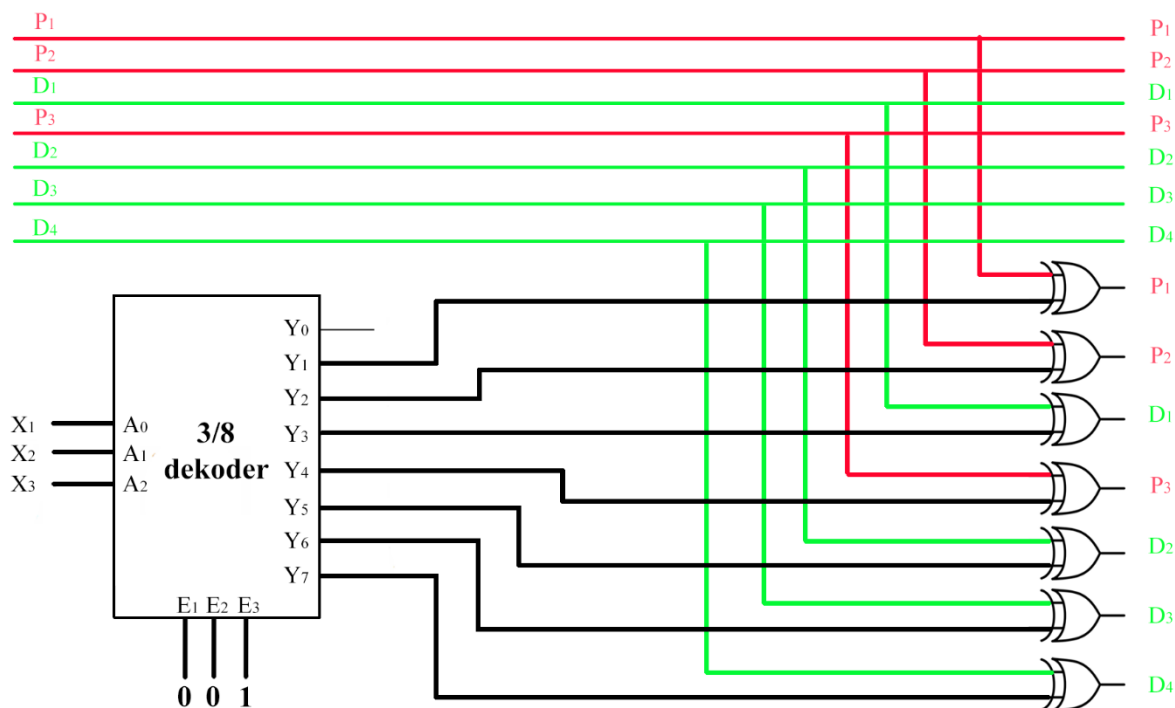 P1 P1
P2 P2
D1 D1
P3 P3
D2 D2
D3 D3
D4 D4
P1
Y0
Y1
P2
Y2
X1 A0 3/8 Y3 D1
X2 A1 dekoder
X3 A2 Y4 P3
Y5
Y6 D2
Y7
E1 E2 E3 D3
0 0 1 D4